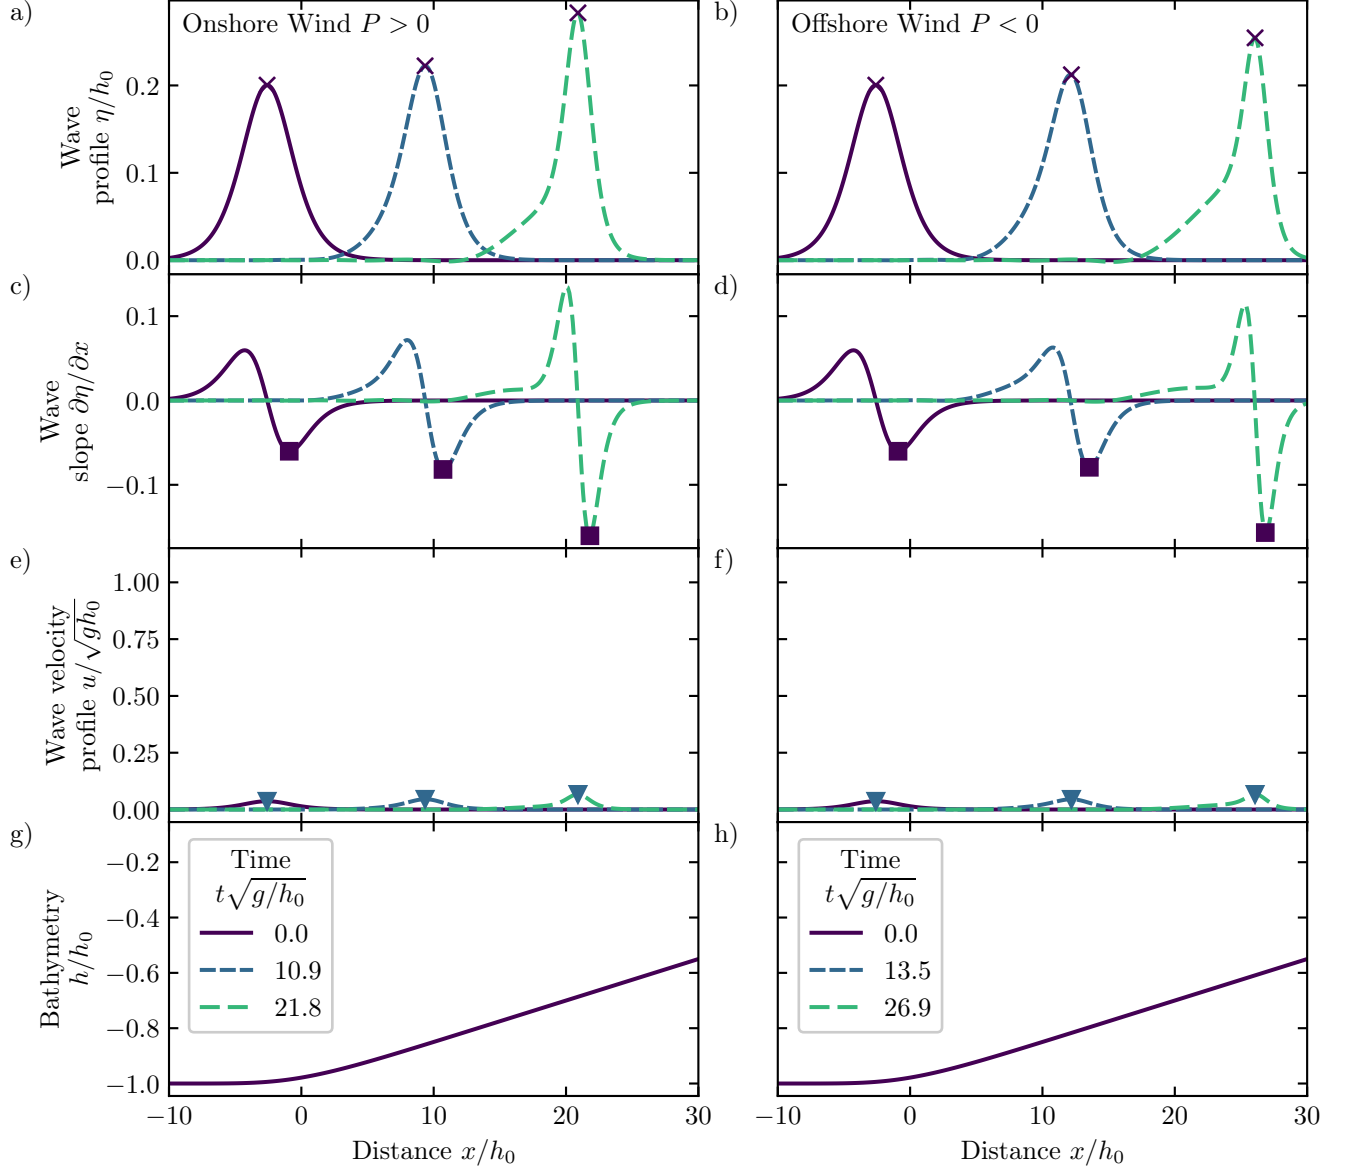 a)
Onshore Wind P > 0
b)
Offshore Wind P < 0
Wave
profile η/h₀
0.2
0.1
0.0
c)
d)
Wave
slope ∂η/∂x
0.1
0.0
−0.1
e)
f)
Wave velocity
profile u/√gh₀
1.00
0.75
0.50
0.25
0.00
g)
h)
Bathymetry
h/h₀
−0.2
−0.4
−0.6
−0.8
−1.0
Time
t√g/h₀
0.0
10.9
21.8
Time
t√g/h₀
0.0
13.5
26.9
−10 0 10 20 30
−10 0 10 20 30
Distance x/h₀
Distance x/h₀